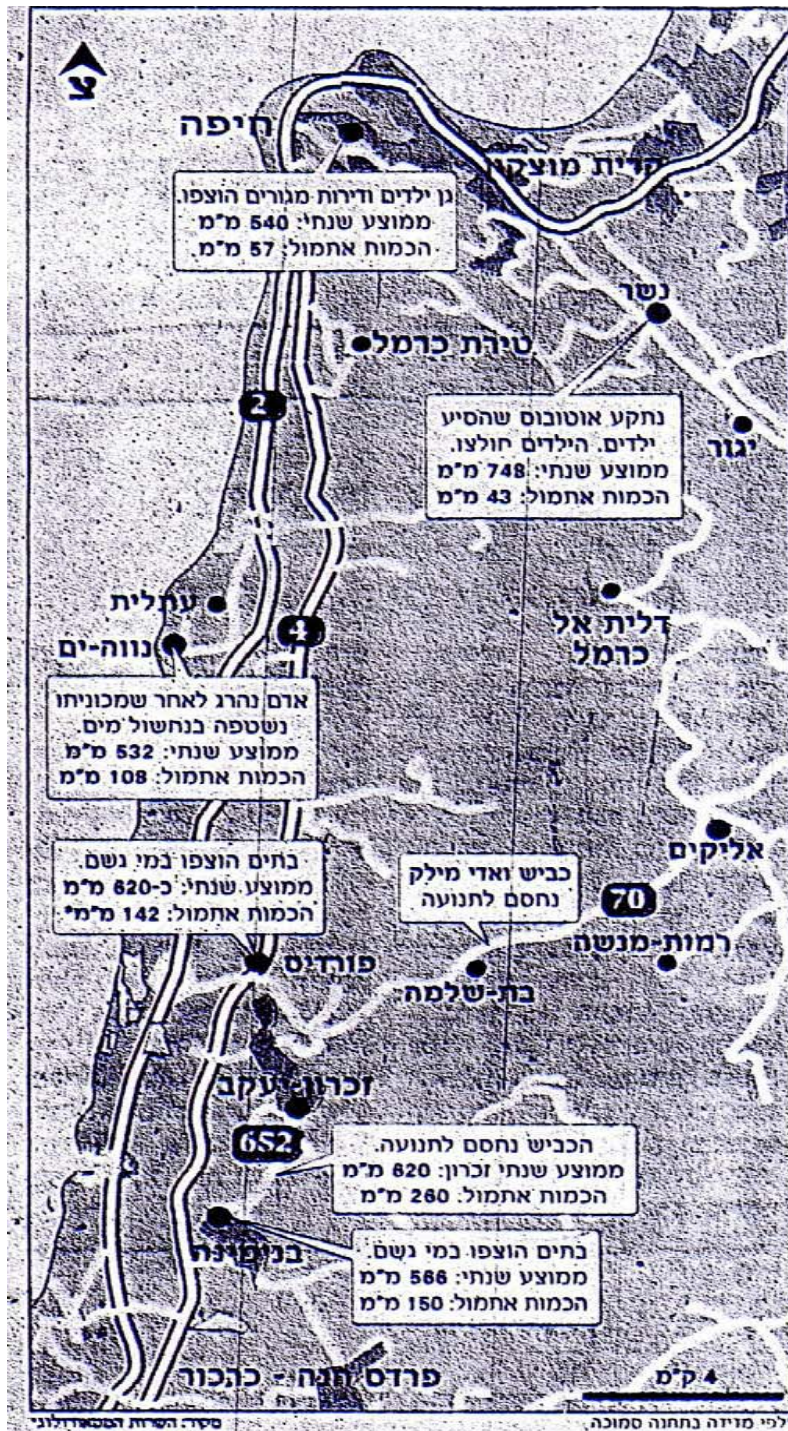 צ
חיפה
קרית מוצקין
גן ילדים ודירות מגורים הוצפו.
ממוצע שנתי: 540 מ"מ
הכמות אתמול: 57 מ"מ.
נשר
טירת כרמל
2
נתקע אוטובוס שהסיע
ילדים. הילדים חולצו.
ממוצע שנתי: 748 מ"מ
הכמות אתמול: 43 מ"מ
יגור
עתלית
דלית אל
כרמל
4
נווה-ים
אדם נהרג לאחר שמכוניתו
נשטפה בנחשול מים.
ממוצע שנתי: 532 מ"מ
הכמות אתמול: 108 מ"מ
אליקים
בתים הוצפו במי גשם.
ממוצע שנתי: כ-620 מ"מ
הכמות אתמול: 142 מ"מ*
כביש ואדי מילק
נחסם לתנועה
70
רמות-מנשה
פורדיס
בת-שלמה
זכרון-יעקב
652
הכביש נחסם לתנועה.
ממוצע שנתי זכרון: 620 מ"מ
הכמות אתמול: 260 מ"מ
בנימינה
בתים הוצפו במי גשם.
ממוצע שנתי: 566 מ"מ
הכמות אתמול: 150 מ"מ
פרדס חנה - כרכור
4 ק"מ
לפי מדידה בתחנה סמוכה.
מקור: השרות המטאורולוגי